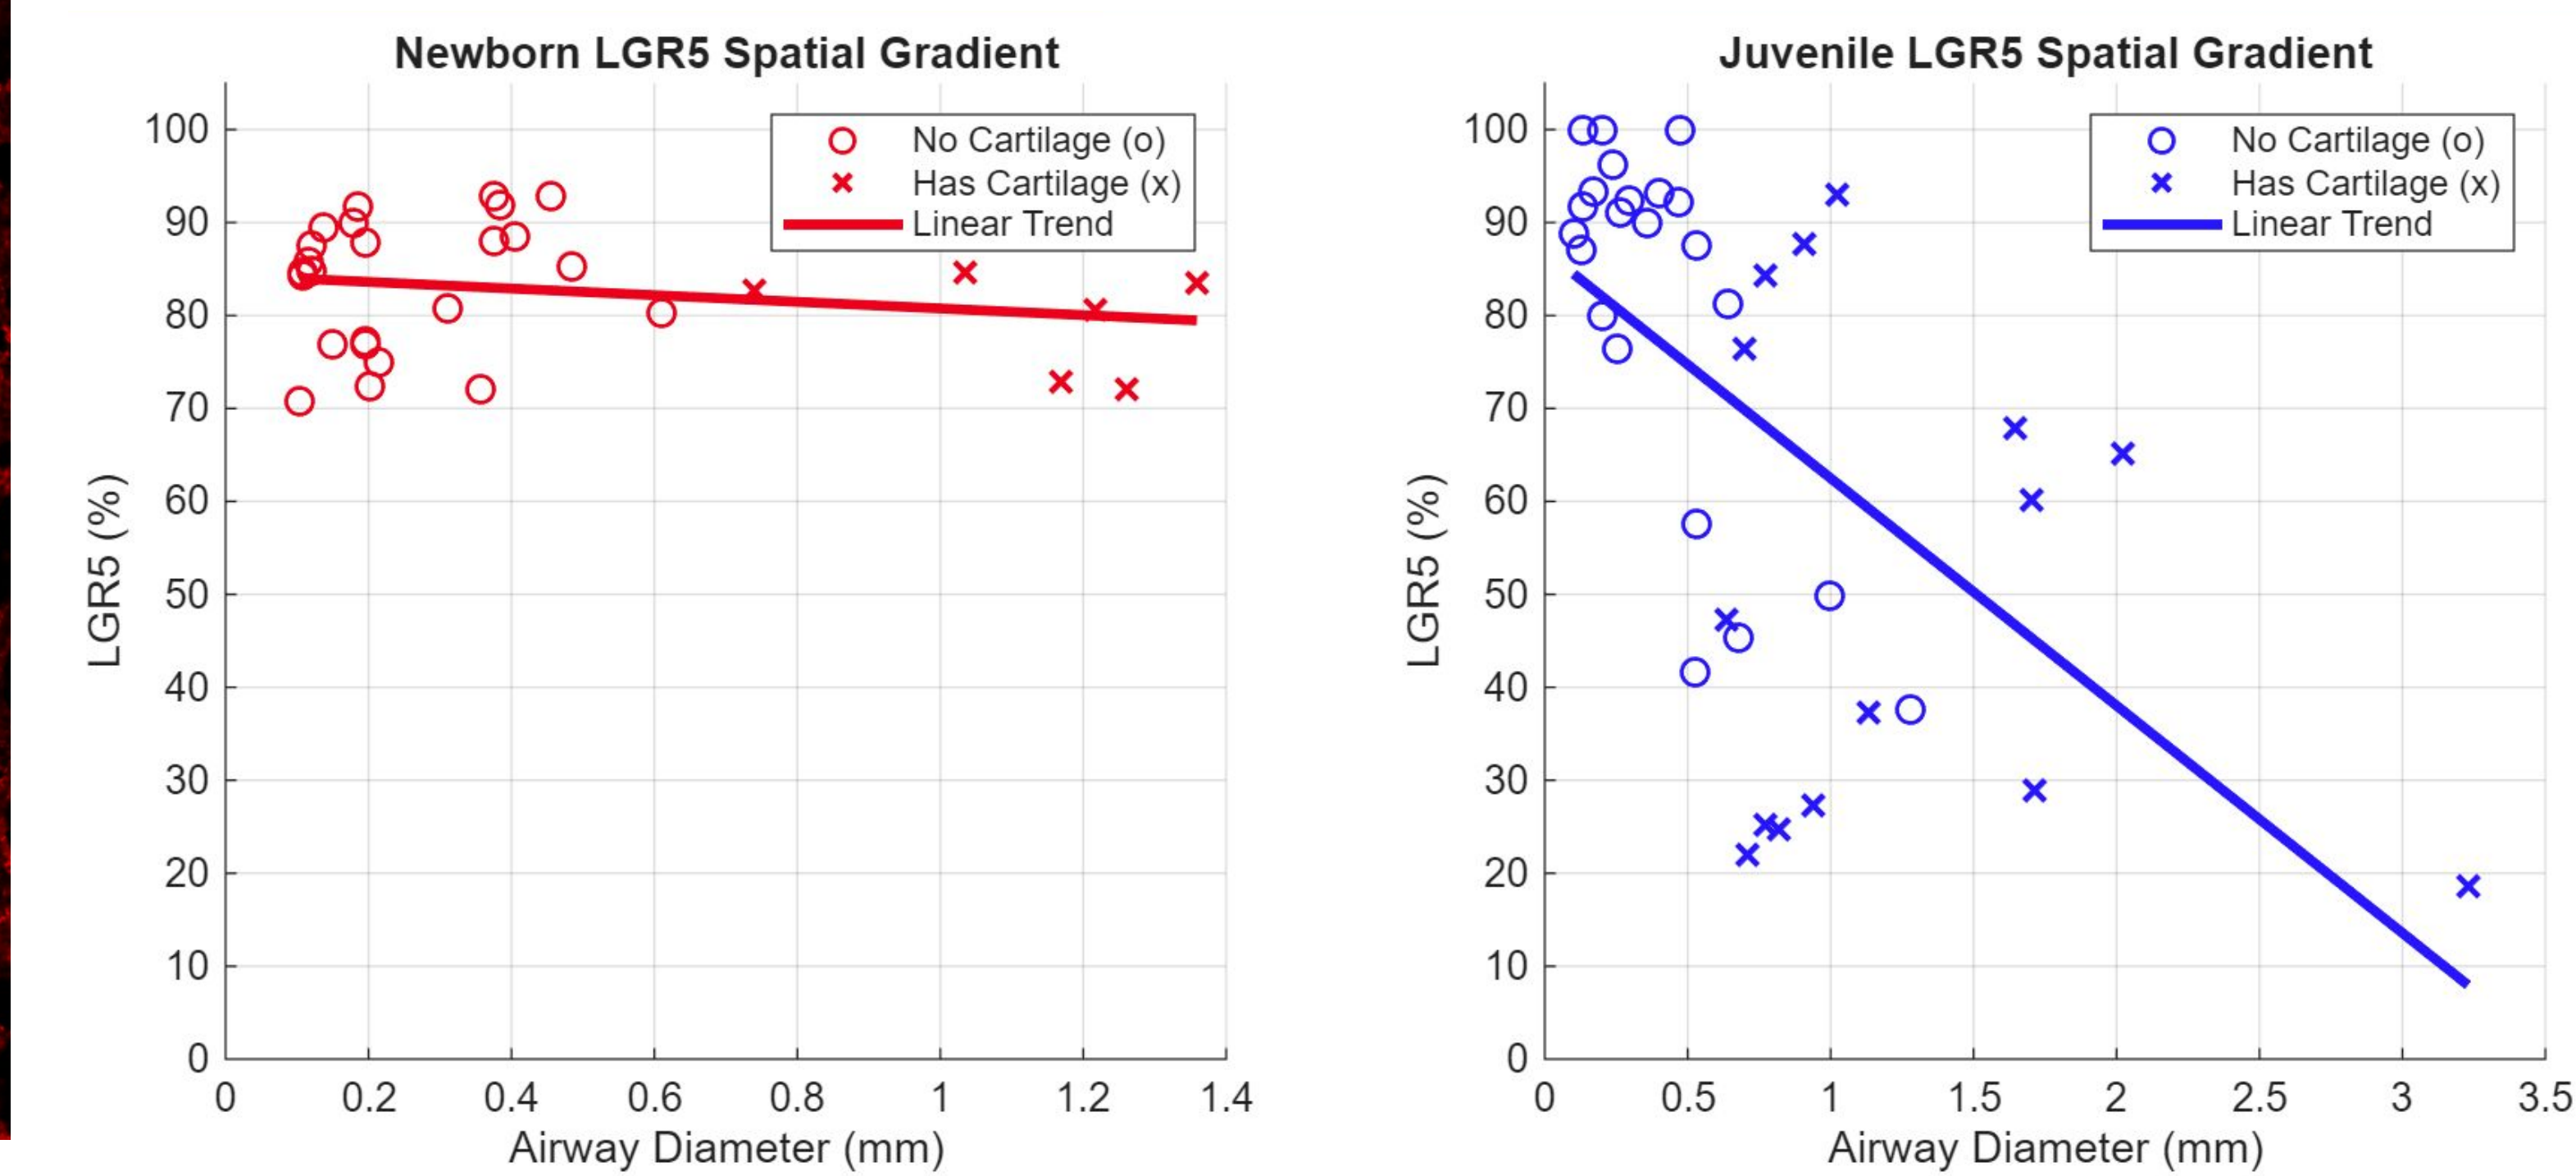 Newborn LGR5 Spatial Gradient
No Cartilage (o)
Has Cartilage (x)
Linear Trend
LGR5 (%)
100
90
80
70
60
50
40
30
20
10
0
0 0.2 0.4 0.6 0.8 1 1.2 1.4
Airway Diameter (mm)
Juvenile LGR5 Spatial Gradient
No Cartilage (o)
Has Cartilage (x)
Linear Trend
LGR5 (%)
100
90
80
70
60
50
40
30
20
10
0
0 0.5 1 1.5 2 2.5 3 3.5
Airway Diameter (mm)